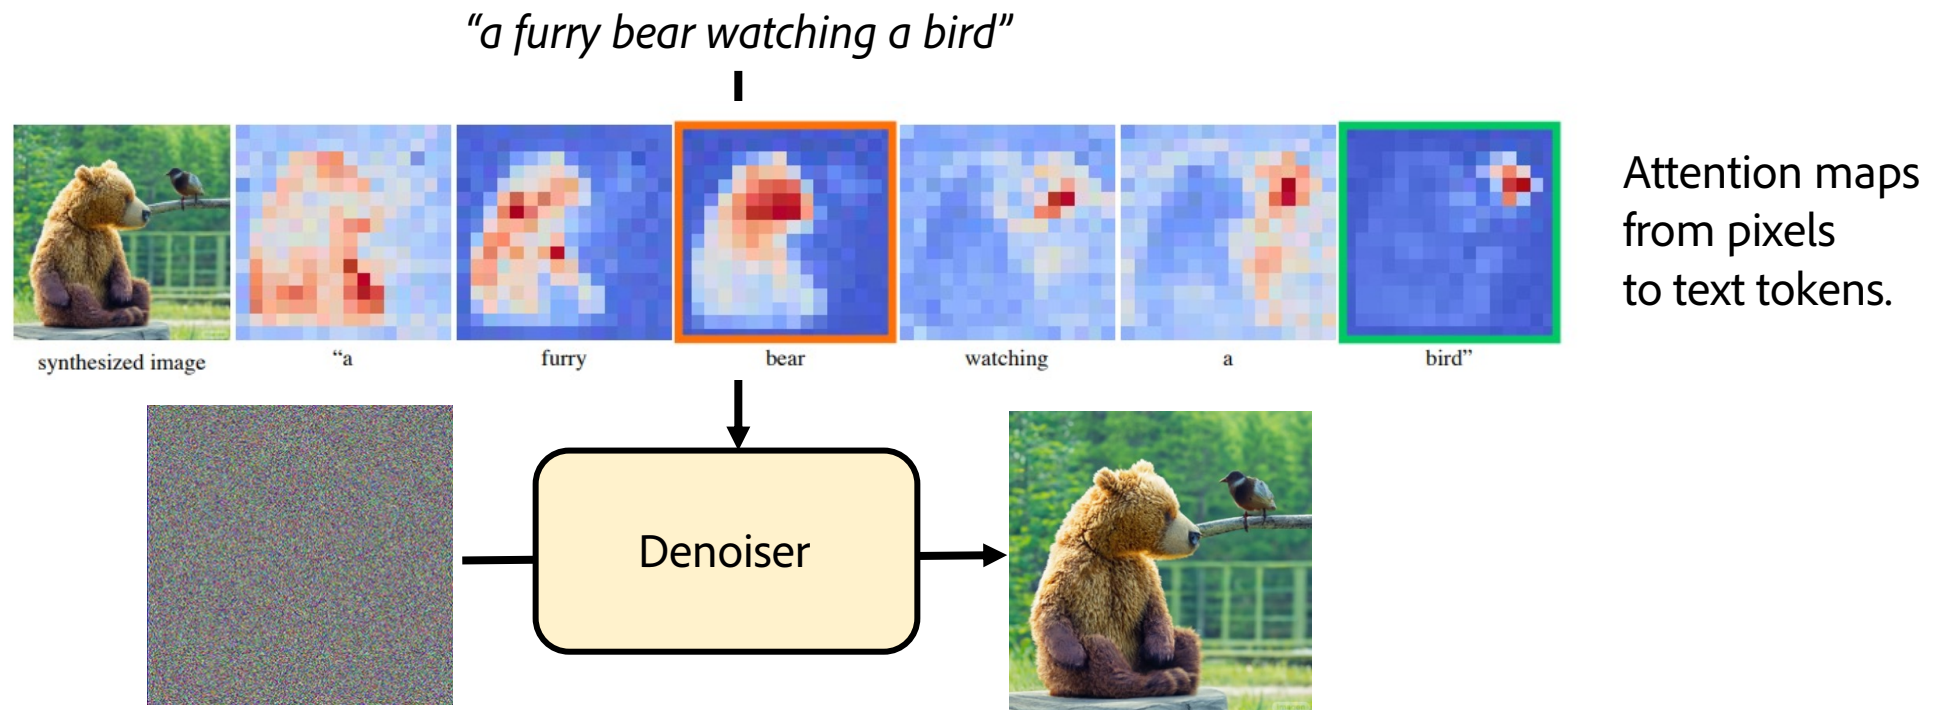 “a furry bear watching a bird”
Attention maps
from pixels
to text tokens.
synthesized image
“a
furry
bear
watching
a
bird”
Denoiser